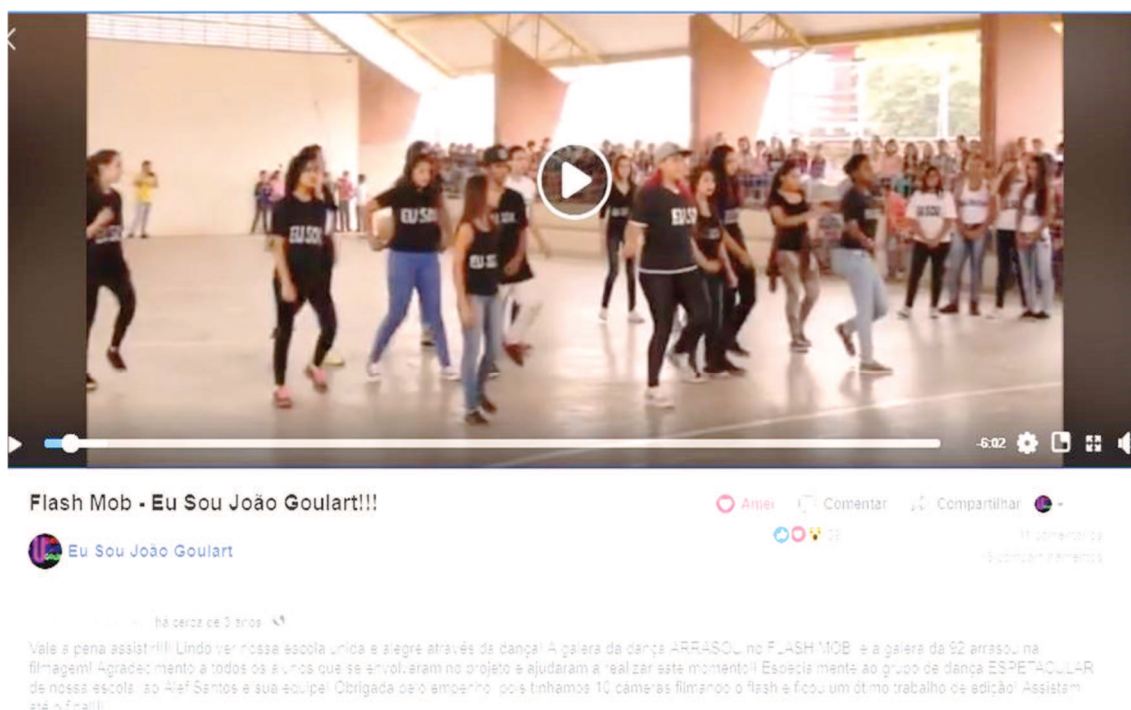 EU SOU
EU SOU
EU SOU
EU SO
EU SOU
-6:02
Flash Mob - Eu Sou João Goulart!!!
Amei Comentar Compartilhar
Eu Sou João Goulart
há cerca de 3 anos
Vale a pena assistir!!!! Lindo ver nossa escola unida e alegre através da dança! A galera da dança ARRASOU no FLASH MOB e a galera da 92 arrasou na
filmagem! Agradecimento a todos os alunos que se envolveram no projeto e ajudaram a realizar este momento!! Especialmente ao grupo de dança ESPETACULAR
de nossa escola, ao Alef Santos e sua equipe! Obrigada pelo empenho, pois tínhamos 10 câmeras filmando o flash e ficou um ótimo trabalho de edição! Assistam
até o final!!!